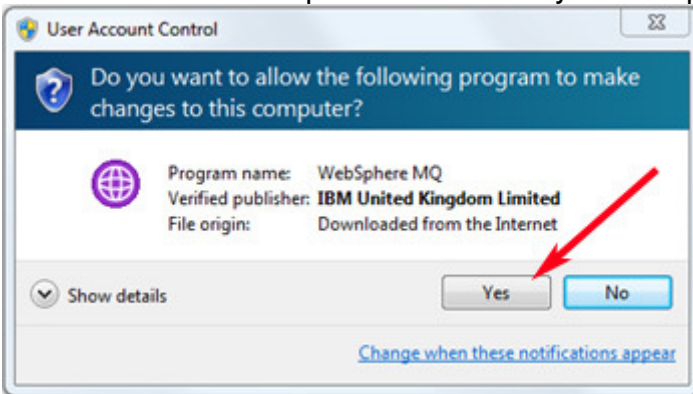 User Account Control
Do you want to allow the following program to make
changes to this computer?
Program name: WebSphere MQ
Verified publisher: IBM United Kingdom Limited
File origin: Downloaded from the Internet
Show details
Yes No
Change when these notifications appear